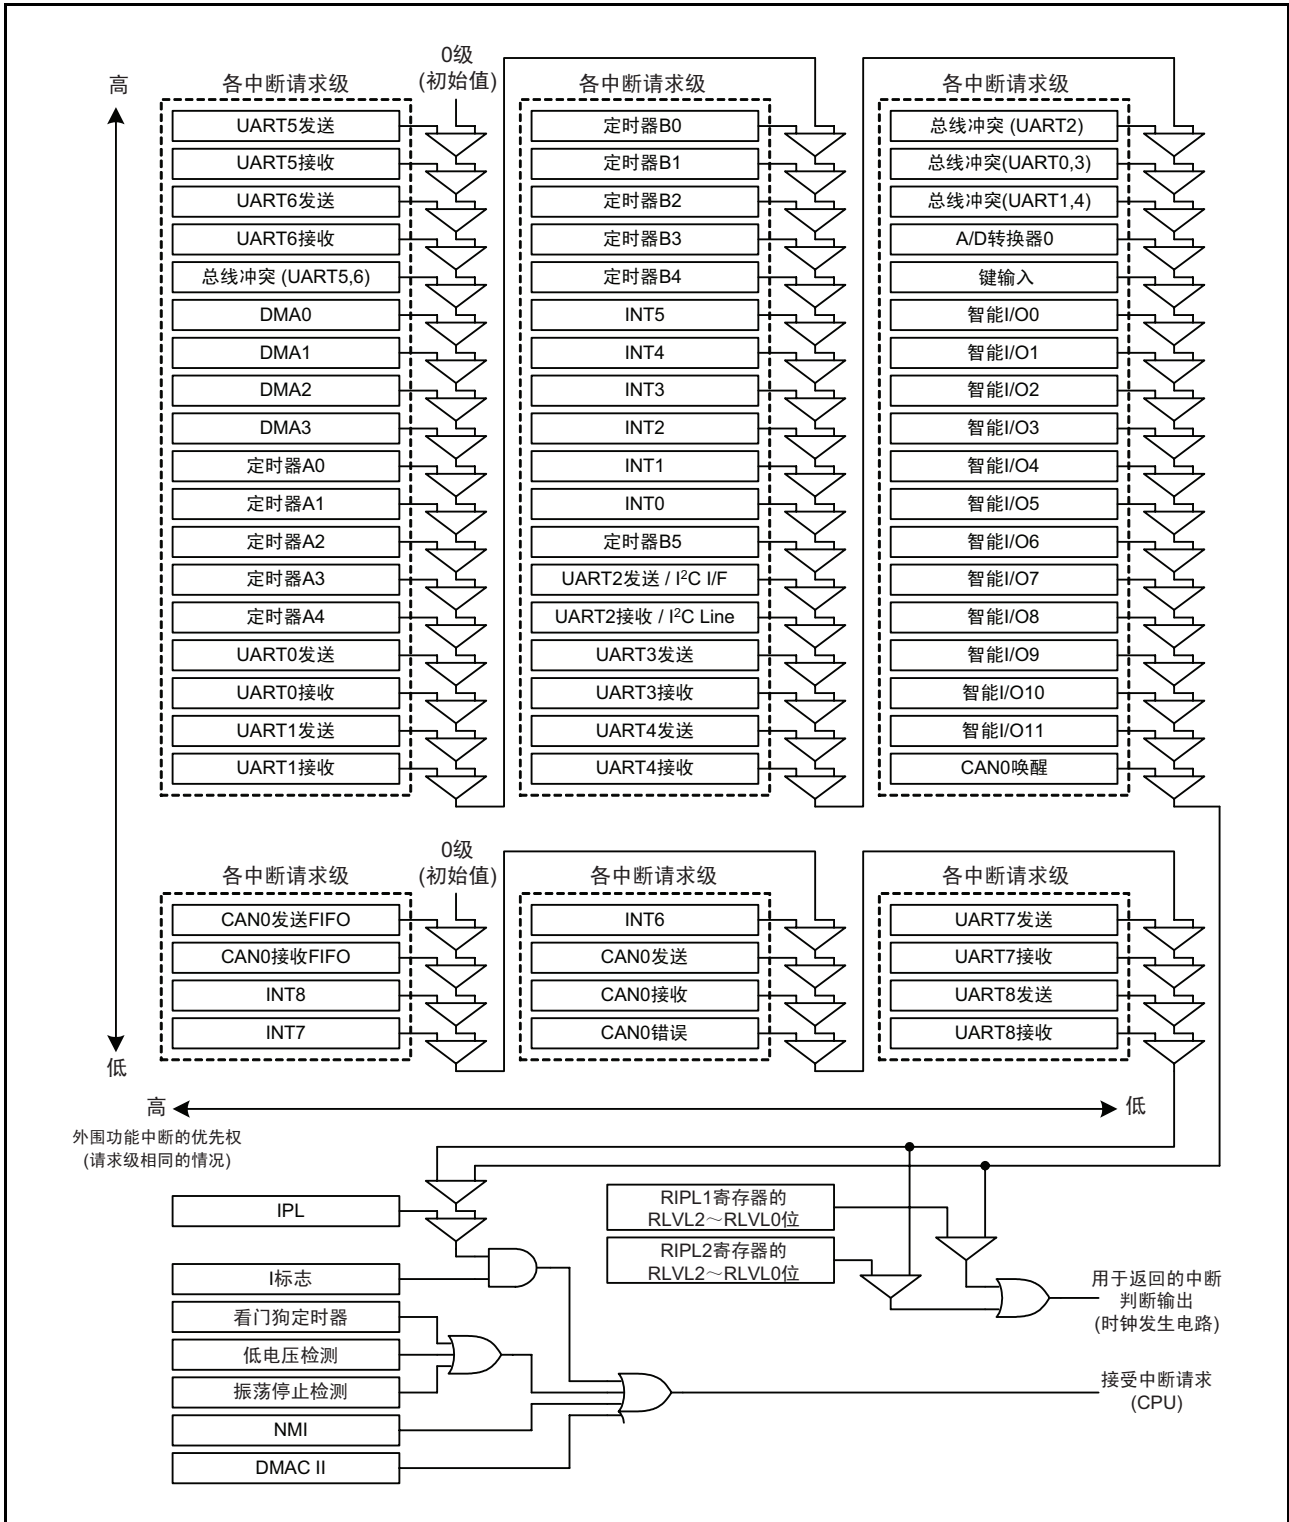 高
0级
(初始值)
各中断请求级
各中断请求级
各中断请求级
UART5发送
UART5接收
UART6发送
UART6接收
总线冲突 (UART5,6)
DMA0
DMA1
DMA2
DMA3
定时器A0
定时器A1
定时器A2
定时器A3
定时器A4
UART0发送
UART0接收
UART1发送
UART1接收
定时器B0
定时器B1
定时器B2
定时器B3
定时器B4
INT5
INT4
INT3
INT2
INT1
INT0
定时器B5
UART2发送 / I²C I/F
UART2接收 / I²C Line
UART3发送
UART3接收
UART4发送
UART4接收
总线冲突 (UART2)
总线冲突(UART0,3)
总线冲突(UART1,4)
A/D转换器0
键输入
智能I/O0
智能I/O1
智能I/O2
智能I/O3
智能I/O4
智能I/O5
智能I/O6
智能I/O7
智能I/O8
智能I/O9
智能I/O10
智能I/O11
CAN0唤醒
0级
(初始值)
各中断请求级
各中断请求级
各中断请求级
CAN0发送FIFO
CAN0接收FIFO
INT8
INT7
INT6
CAN0发送
CAN0接收
CAN0错误
UART7发送
UART7接收
UART8发送
UART8接收
低
高
低
外围功能中断的优先权
(请求级相同的情况)
IPL
I标志
看门狗定时器
低电压检测
振荡停止检测
NMI
DMAC II
RIPL1寄存器的
RLVL2～RLVL0位
RIPL2寄存器的
RLVL2～RLVL0位
用于返回的中断
判断输出
(时钟发生电路)
接受中断请求
(CPU)